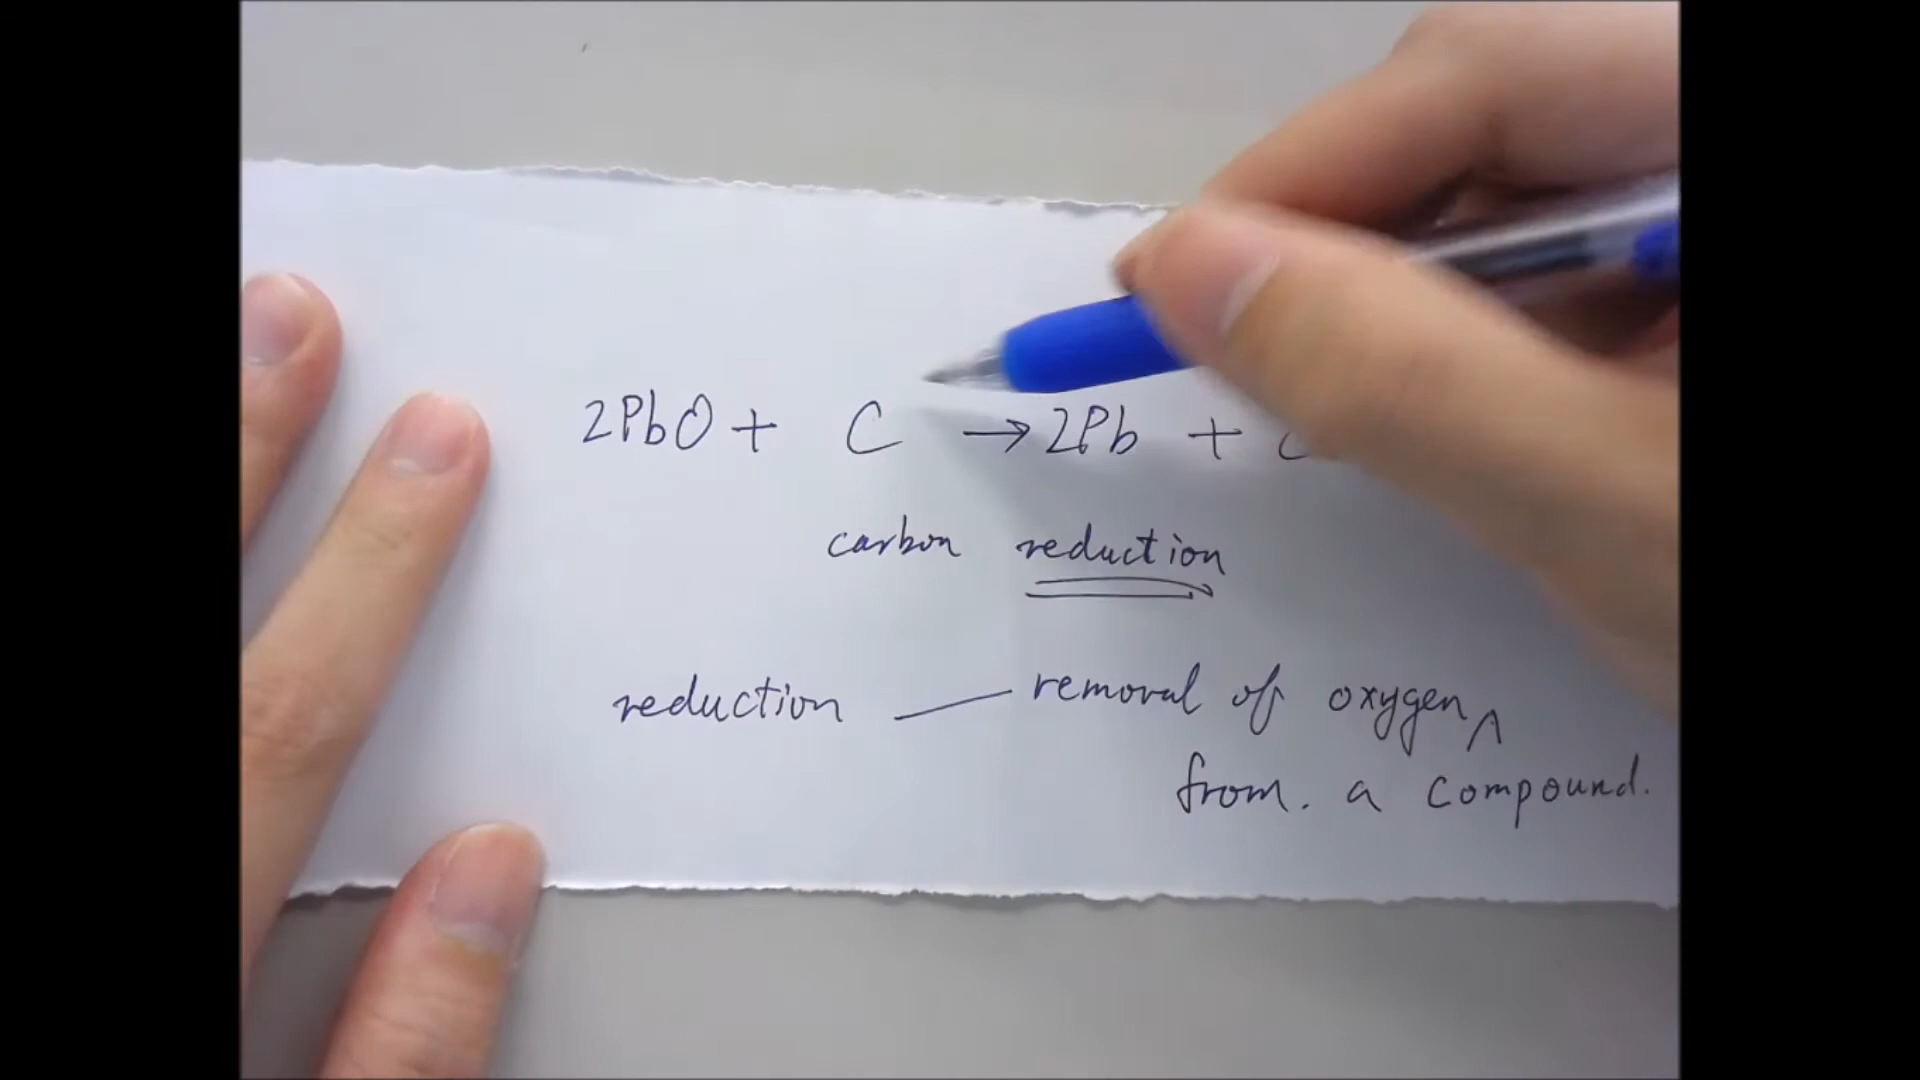 2PbO + C → 2Pb + C
carbon reduction
reduction — removal of oxygen ^
from. a compound.